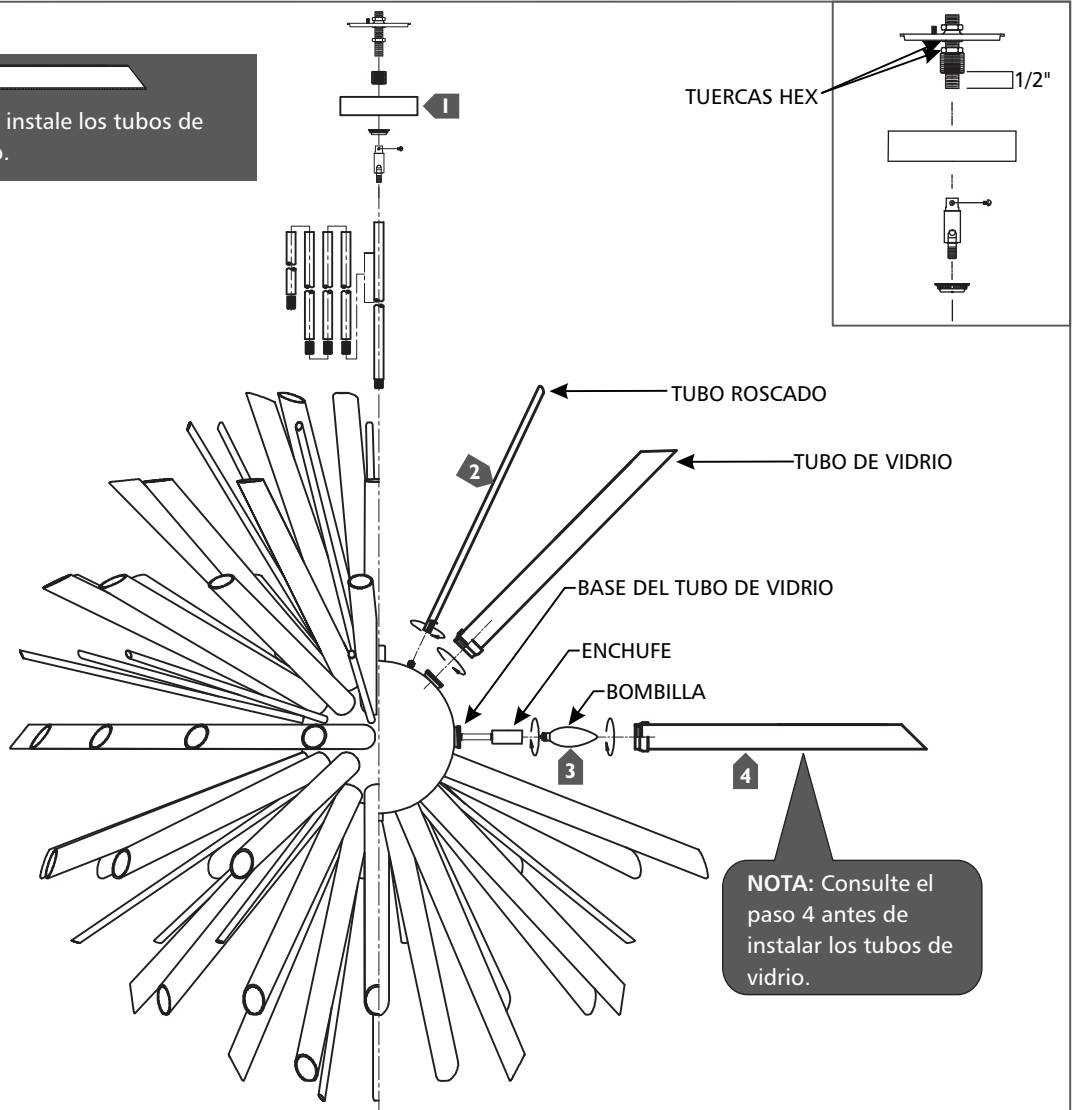 instale los tubos de
o.
1
TUERCAS HEX
1/2"
TUBO ROSCADO
2
TUBO DE VIDRIO
BASE DEL TUBO DE VIDRIO
ENCHUFE
BOMBILLA
3
4
NOTA: Consulte el
paso 4 antes de
instalar los tubos de
vidrio.